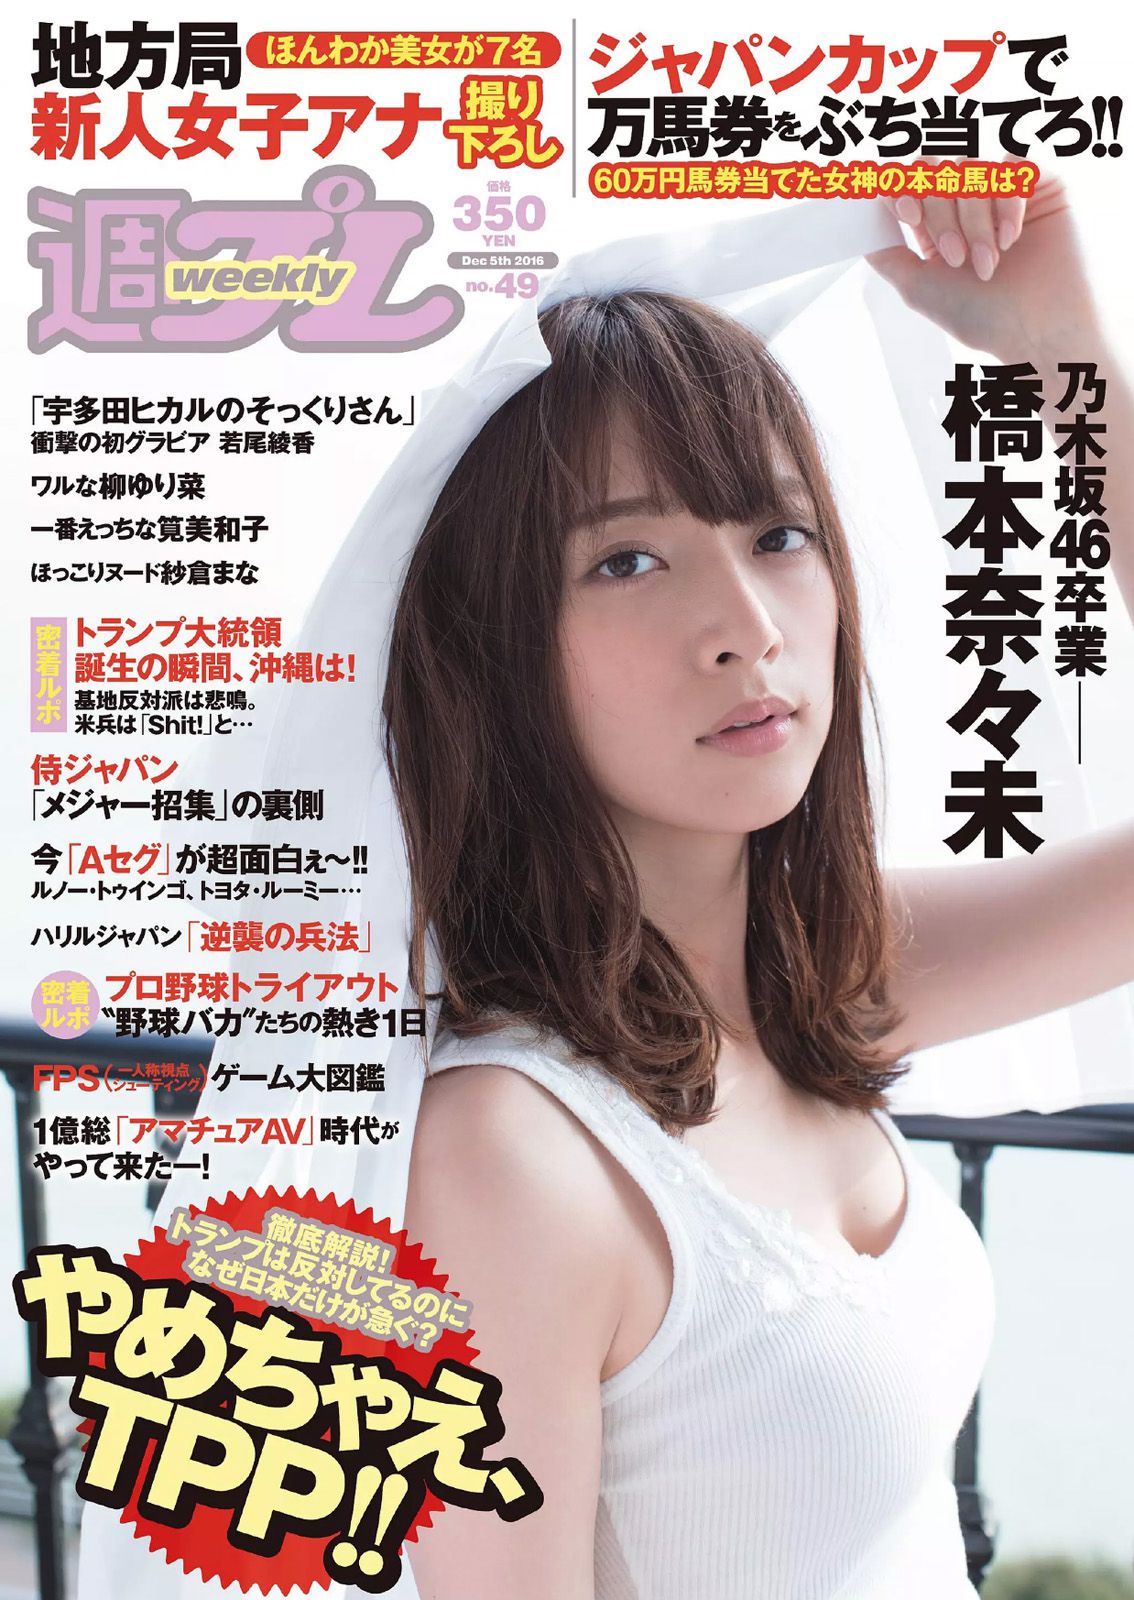 地方局
ほんわか美女が7名
新人女子アナ
撮り
下ろし
ジャパンカップで
万馬券をぶち当てろ!!
60万円馬券当てた女神の本命馬は?
週プレ
weekly
価格
350
YEN
Dec 5th 2016
no.49
乃木坂46卒業──
橋本奈々未
「宇多田ヒカルのそっくりさん」
衝撃の初グラビア 若尾綾香
ワルな柳ゆり菜
一番えっちな筧美和子
ほっこりヌード紗倉まな
密着ルポ
トランプ大統領
誕生の瞬間、沖縄は!
基地反対派は悲鳴。
米兵は「Shit!」と…
侍ジャパン
「メジャー招集」の裏側
今「Aセグ」が超面白ぇ〜!!
ルノー・トゥインゴ、トヨタ・ルーミー…
ハリルジャパン「逆襲の兵法」
密着
ルポ
プロ野球トライアウト
〝野球バカ〟たちの熱き1日
FPS(一人称視点
シューティング)ゲーム大図鑑
1億総「アマチュアAV」時代が
やって来たー!
徹底解説!
トランプは反対してるのに
なぜ日本だけが急ぐ?
やめちゃえ、
TPP!!